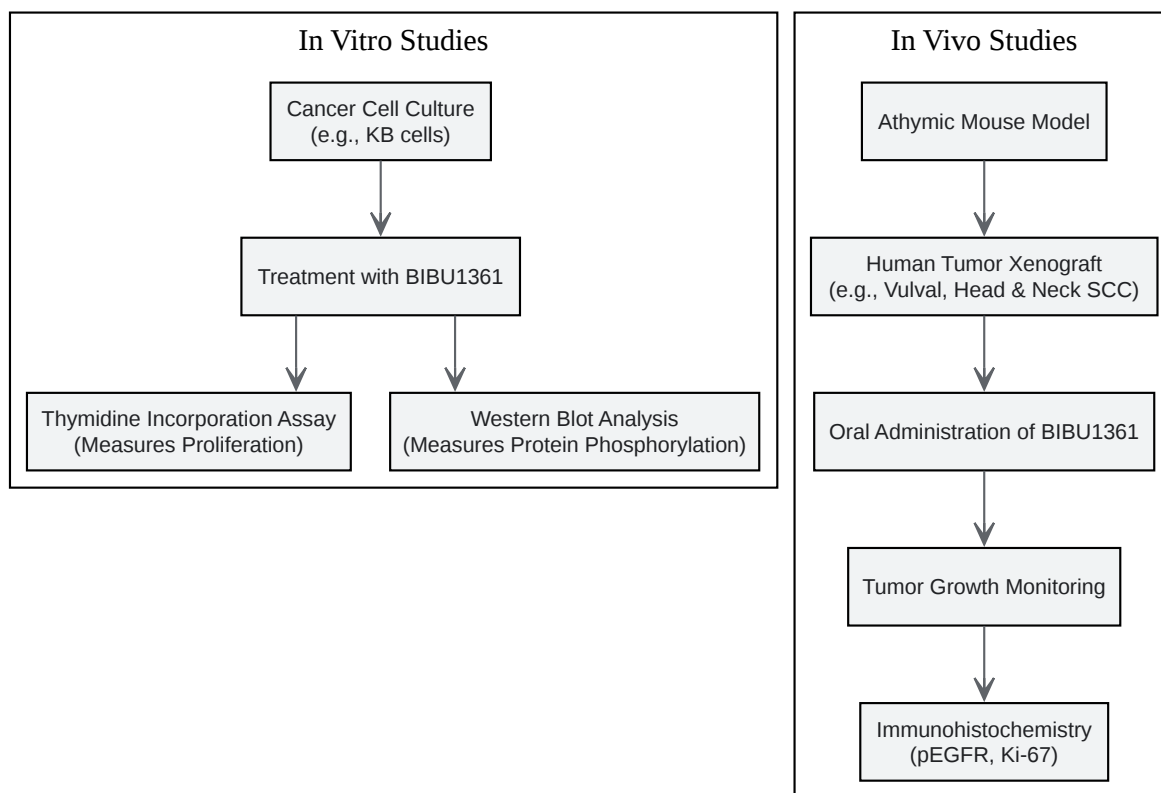 In Vitro Studies
Cancer Cell Culture
(e.g., KB cells)
Treatment with BIBU1361
Thymidine Incorporation Assay
(Measures Proliferation)
Western Blot Analysis
(Measures Protein Phosphorylation)
In Vivo Studies
Athymic Mouse Model
Human Tumor Xenograft
(e.g., Vulval, Head & Neck SCC)
Oral Administration of BIBU1361
Tumor Growth Monitoring
Immunohistochemistry
(pEGFR, Ki-67)